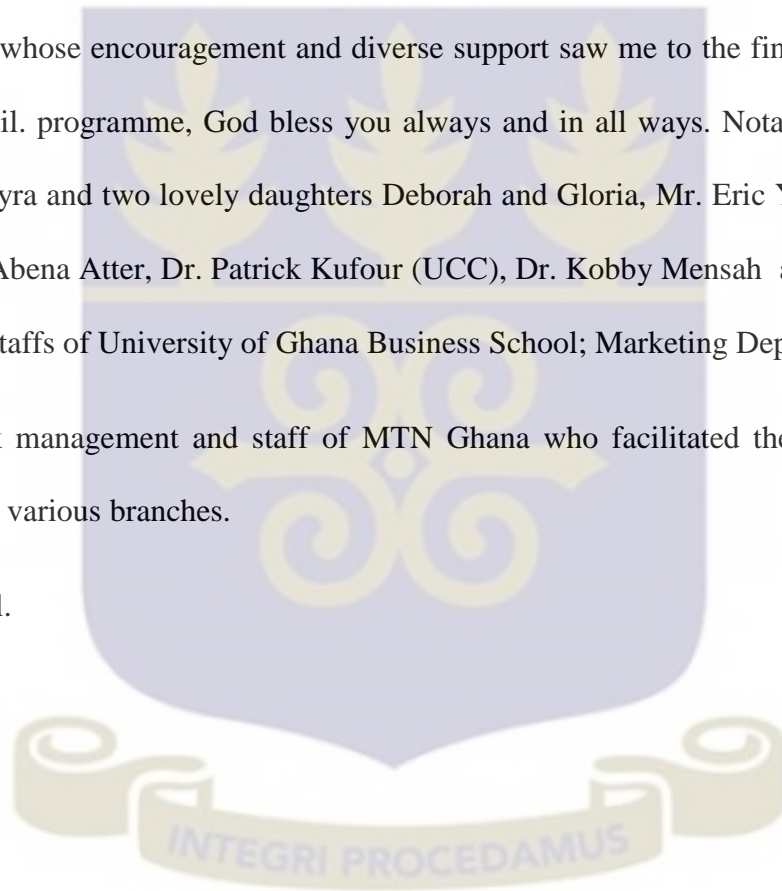 whose encouragement and diverse support saw me to the fin
il. programme, God bless you always and in all ways. Nota
yra and two lovely daughters Deborah and Gloria, Mr. Eric Y
Abena Atter, Dr. Patrick Kufour (UCC), Dr. Kobby Mensah a
taffs of University of Ghana Business School; Marketing Dep
management and staff of MTN Ghana who facilitated the
various branches.
l.
INTEGRI PROCEDAMUS